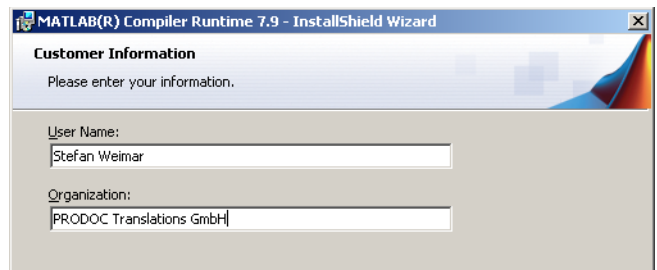 MATLAB(R) Compiler Runtime 7.9 - InstallShield Wizard
Customer Information
Please enter your information.
User Name:
Stefan Weimar
Organization:
PRODOC Translations GmbH